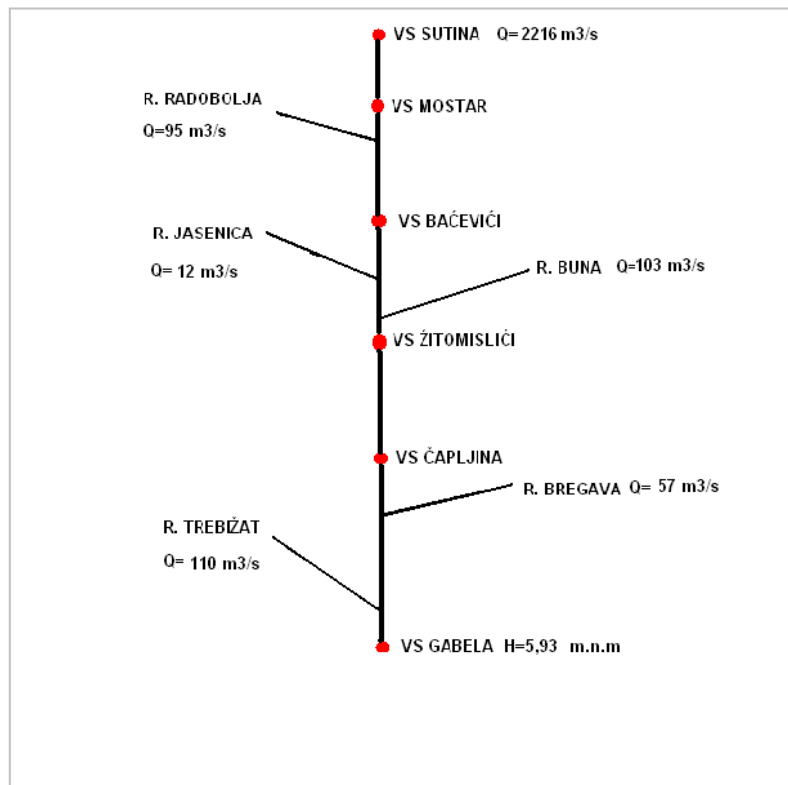 VS SUTINA Q= 2216 m3/s
R. RADOBOLJA
Q=95 m3/s
VS MOSTAR
VS BAĆEVIĆI
R. JASENICA
Q= 12 m3/s
R. BUNA Q=103 m3/s
VS ŽITOMISLIĆI
VS ČAPLJINA
R. BREGAVA Q= 57 m3/s
R. TREBIŽAT
Q= 110 m3/s
VS GABELA H=5,93 m.n.m